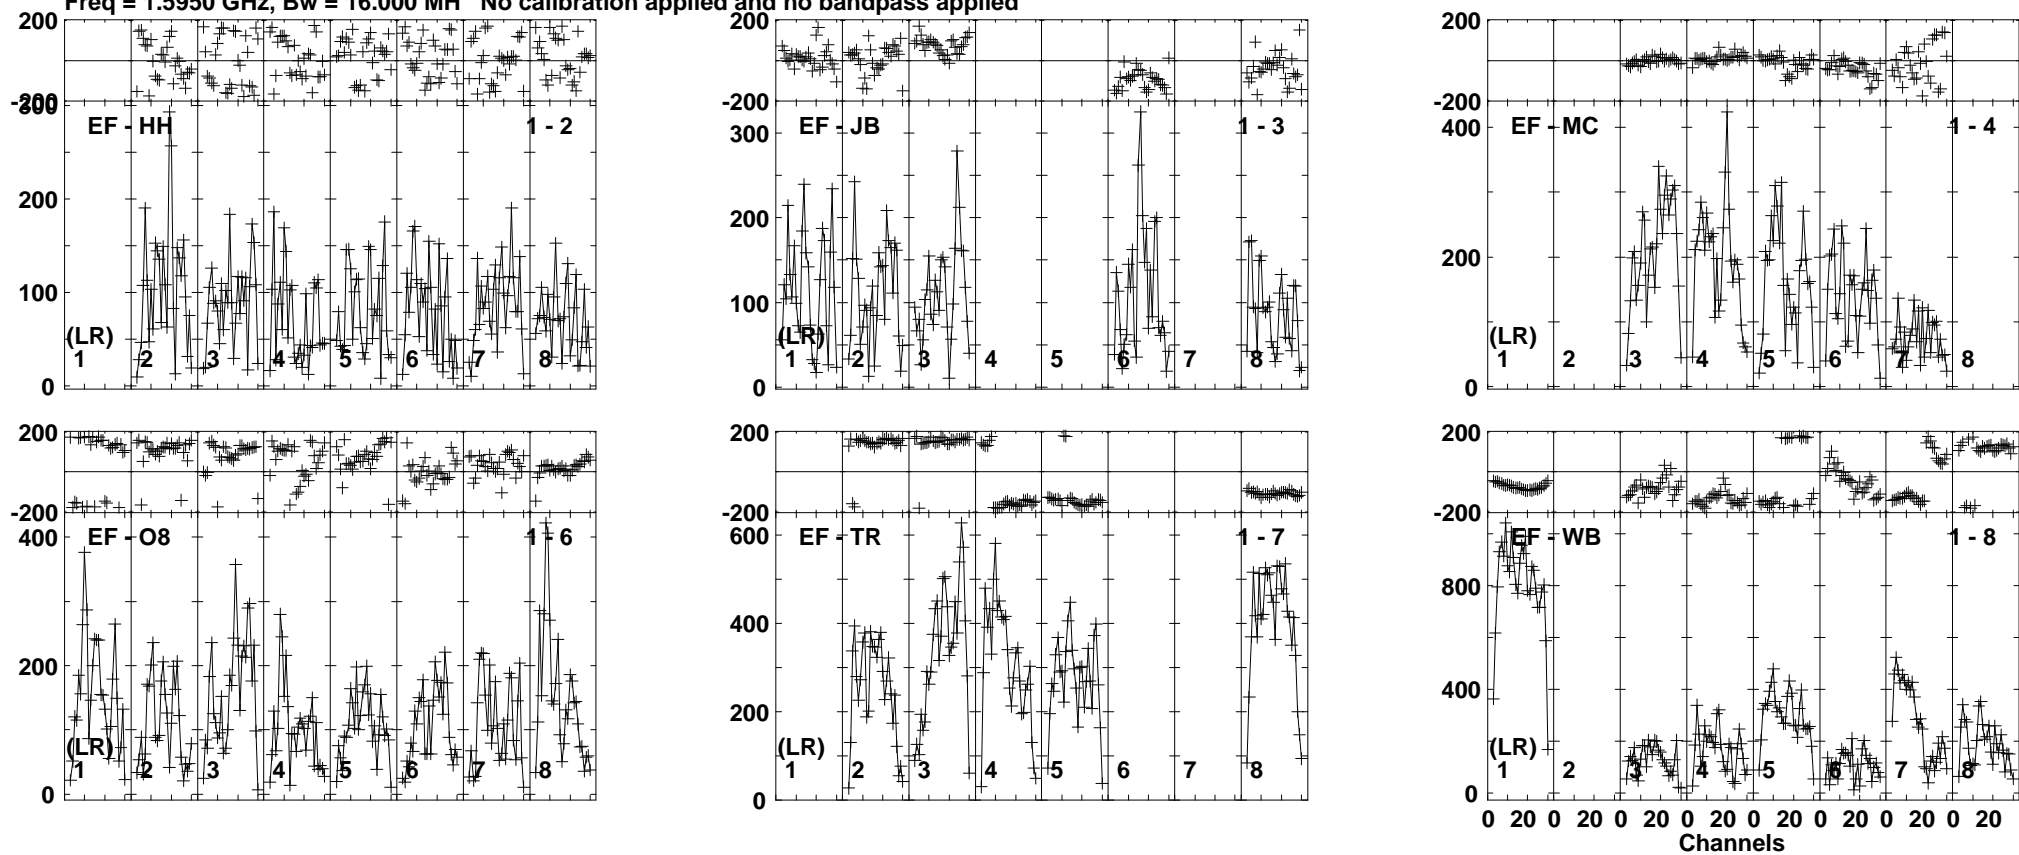 Freq = 1.5950 GHz, Bw = 16.000 MH No calibration applied and no bandpass applied
200
-200
300
200
100
0
EF - HH
1 - 2
(LR)
1 2 3 4 5 6 7 8
200
-200
300
200
100
0
EF - JB
1 - 3
(LR)
1 2 3 4 5 6 7 8
200
-200
400
200
0
EF - MC
1 - 4
(LR)
1 2 3 4 5 6 7 8
200
-200
400
200
0
EF - O8
1 - 6
(LR)
1 2 3 4 5 6 7 8
200
-200
600
400
200
0
EF - TR
1 - 7
(LR)
1 2 3 4 5 6 7 8
200
-200
800
400
0
EF - WB
1 - 8
(LR)
1 2 3 4 5 6 7 8
0 20 0 20 0 20 0 20 0 20 0 20 0 20 0 20
Channels